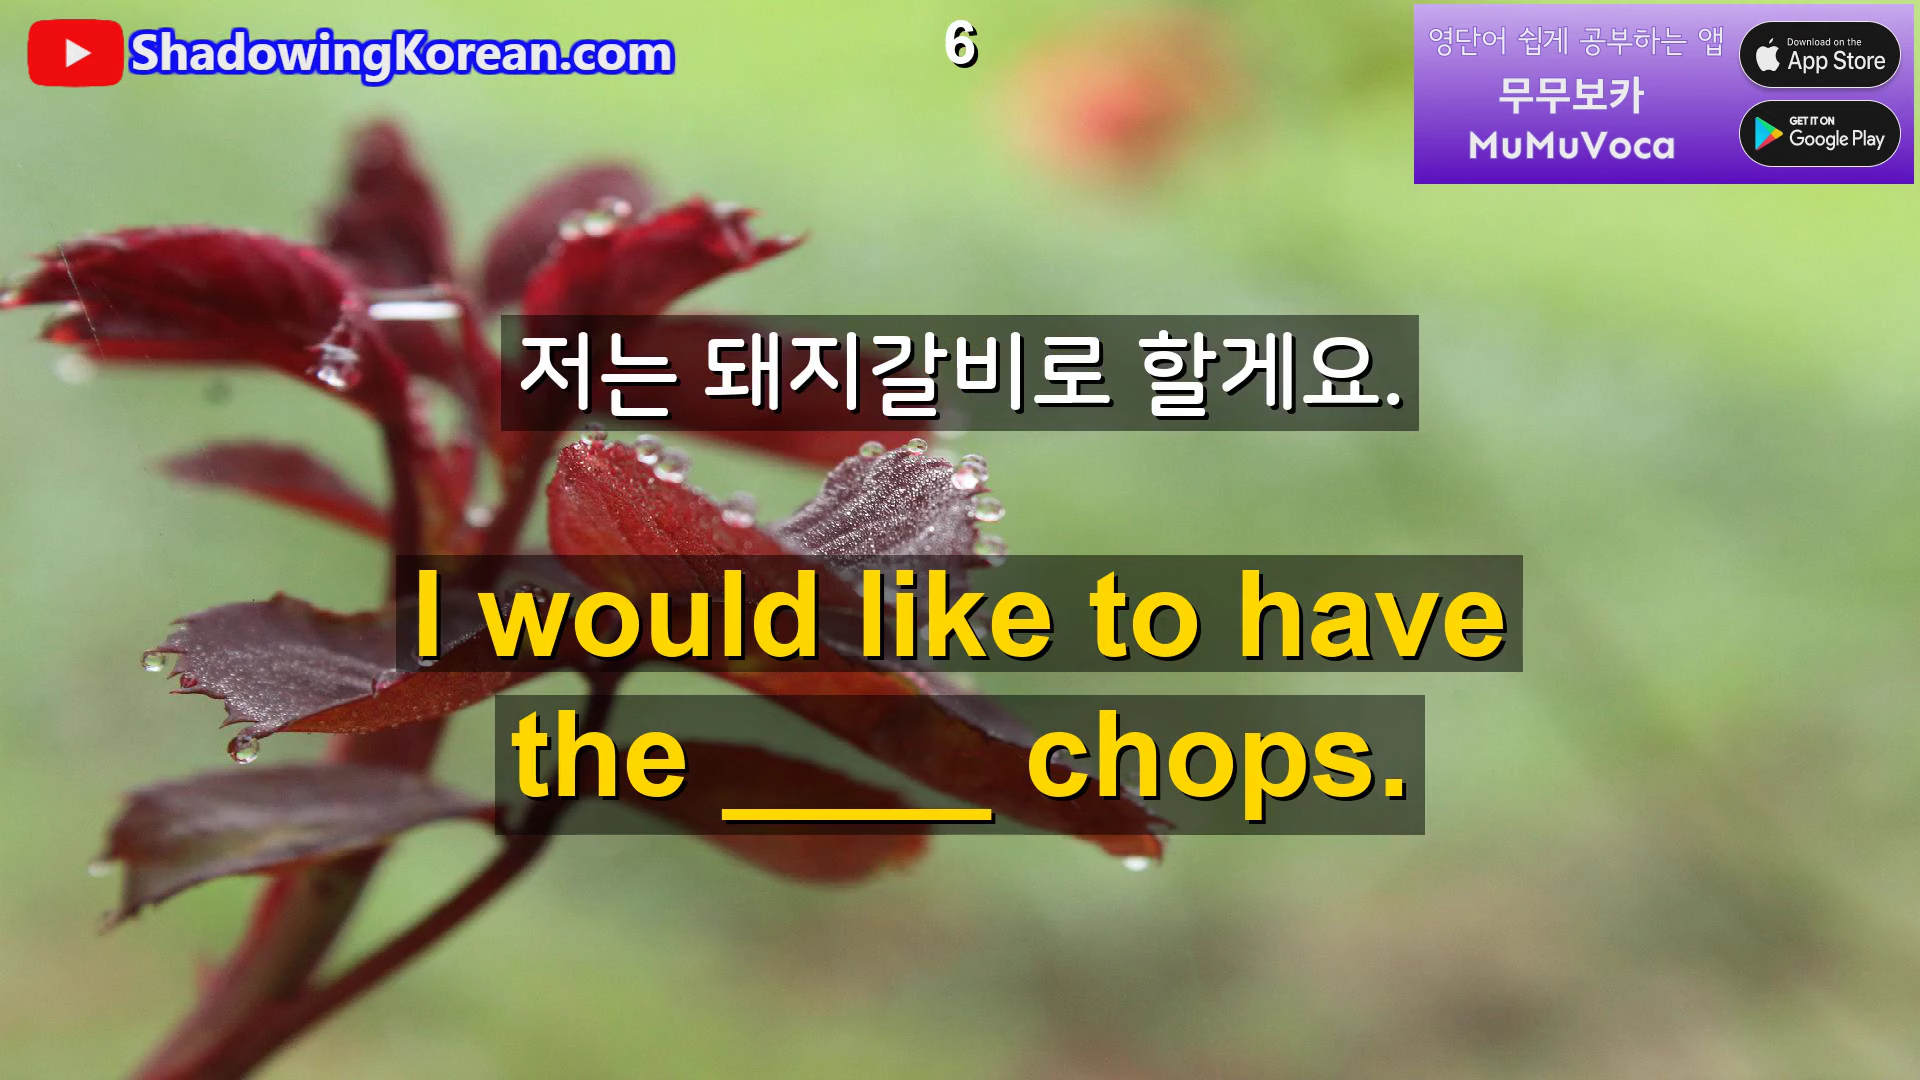 ShadowingKorean.com
6
영단어 쉽게 공부하는 앱
무무보카
MuMuVoca
Download on the
App Store
GET IT ON
Google Play
저는 돼지갈비로 할게요.
I would like to have
the ____ chops.